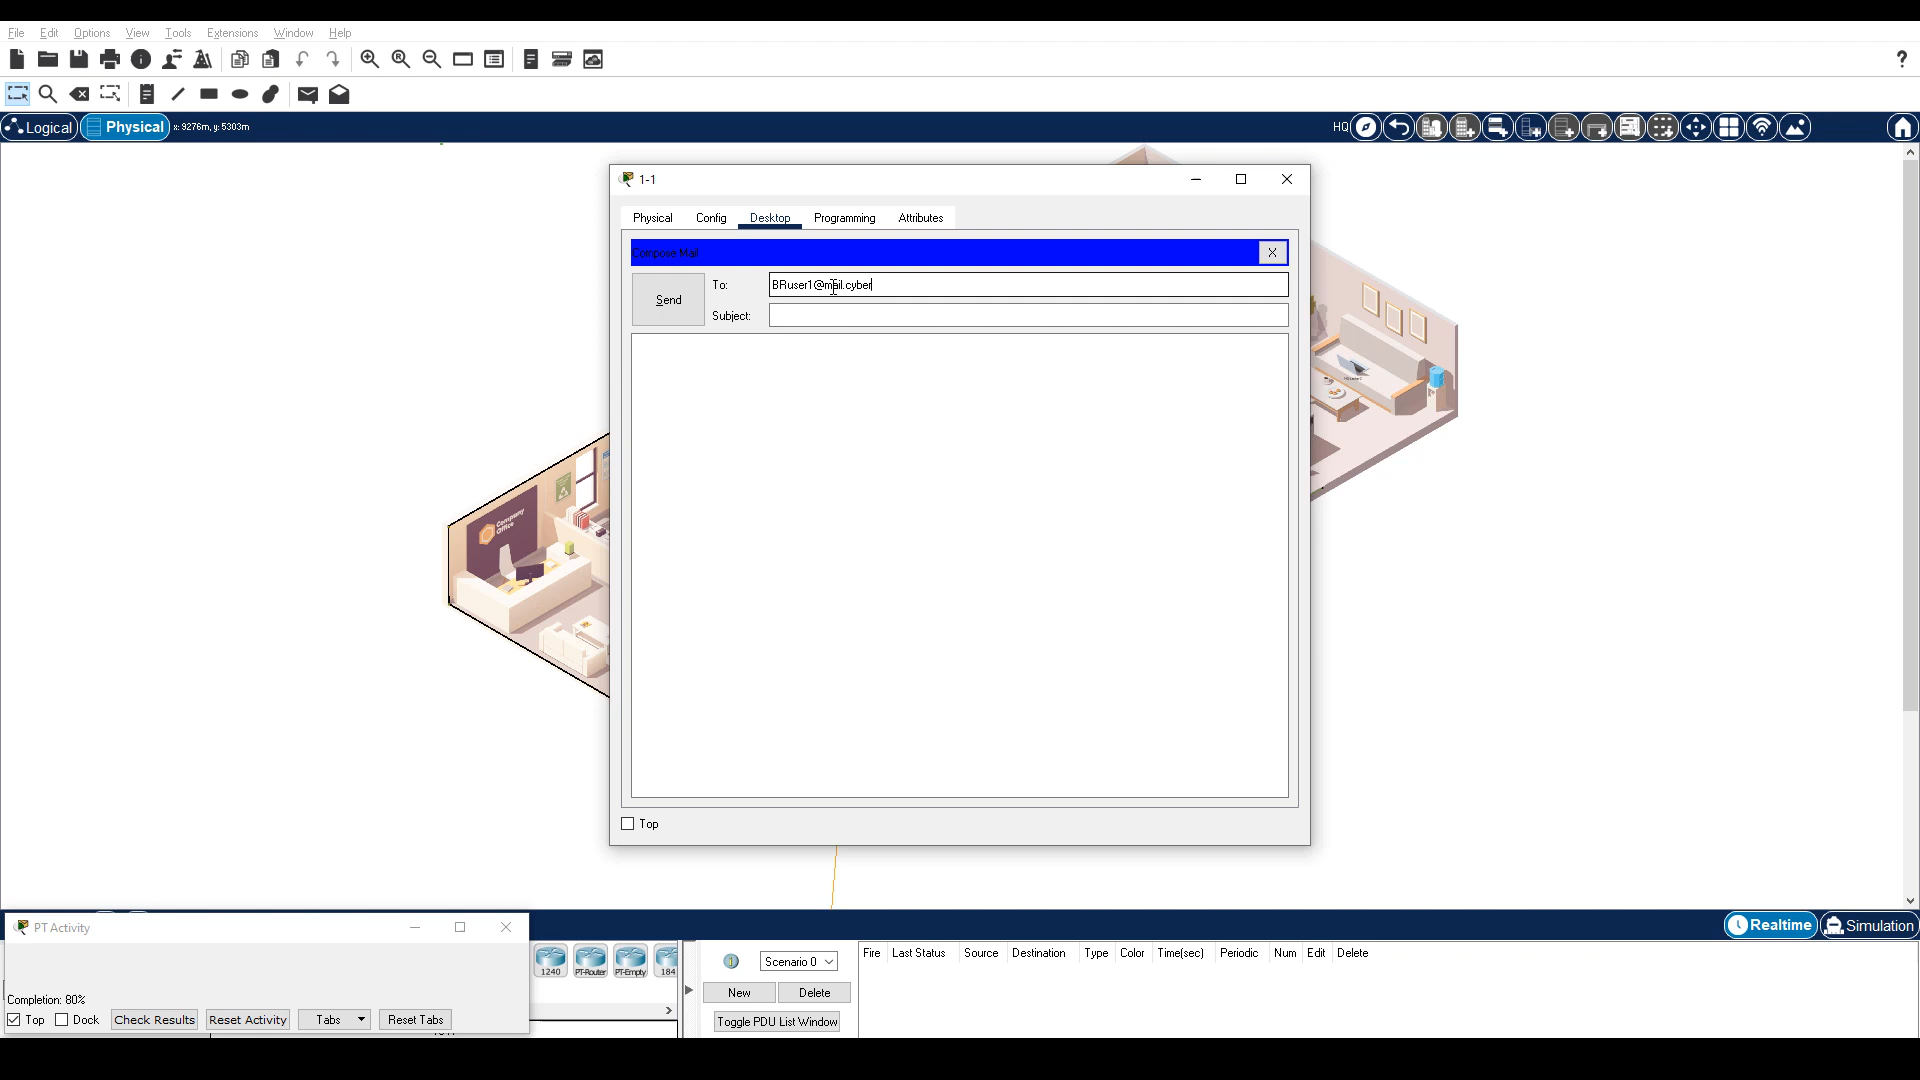 File Edit Options View Tools Extensions Window Help
?
Logical Physical x: 9276m, y: 5303m HQ
1-1
Physical Config Desktop Programming Attributes
Compose Mail X
Send
To: BRuser1@mail.cyber
Subject:
Company
Office
Top
Realtime Simulation
PT Activity
Completion: 80%
Top Dock Check Results Reset Activity Tabs Reset Tabs
1240 PT-Router PT-Empty 184
Scenario 0
New Delete
Toggle PDU List Window
Fire Last Status Source Destination Type Color Time(sec) Periodic Num Edit Delete